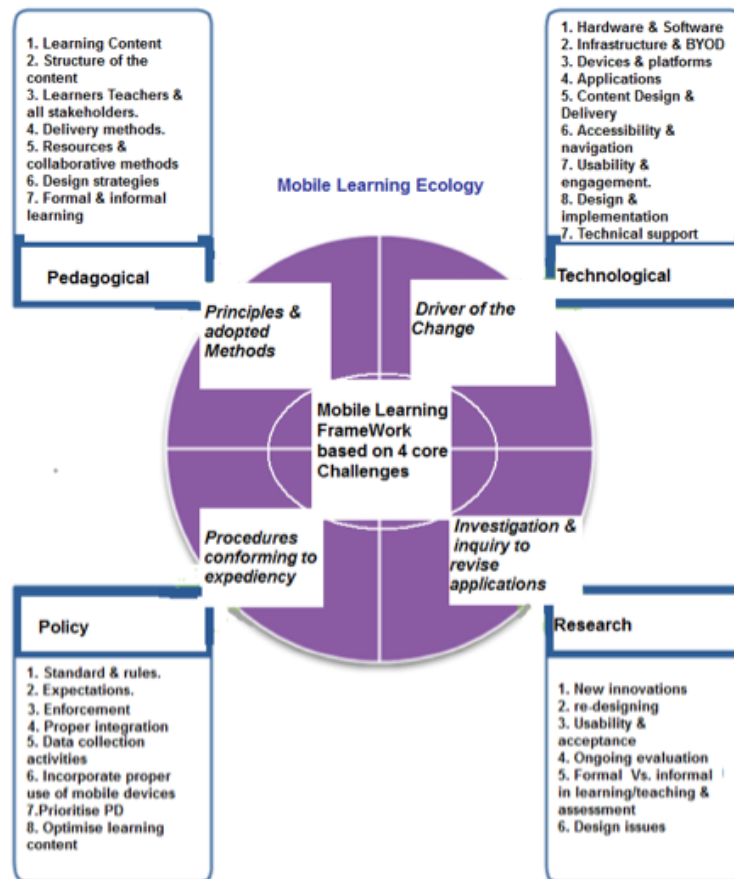 1. Learning Content
2. Structure of the
content
3. Learners Teachers &
all stakeholders.
4. Delivery methods.
5. Resources &
collaborative methods
6. Design strategies
7. Formal & informal
learning
Pedagogical
1. Hardware & Software
2. Infrastructure & BYOD
3. Devices & platforms
4. Applications
5. Content Design &
Delivery
6. Accessibility &
navigation
7. Usability &
engagement.
8. Design &
implementation
7. Technical support
Technological
Mobile Learning Ecology
Principles &
adopted
Methods
Driver of the
Change
Mobile Learning
FrameWork
based on 4 core
Challenges
Procedures
conforming to
expediency
Investigation &
inquiry to
revise
applications
Policy
1. Standard & rules.
2. Expectations.
3. Enforcement
4. Proper integration
5. Data collection
activities
6. Incorporate proper
use of mobile devices
7.Prioritise PD
8. Optimise learning
content
Research
1. New innovations
2. re-designing
3. Usability &
acceptance
4. Ongoing evaluation
5. Formal Vs. informal
in learning/teaching &
assessment
6. Design issues